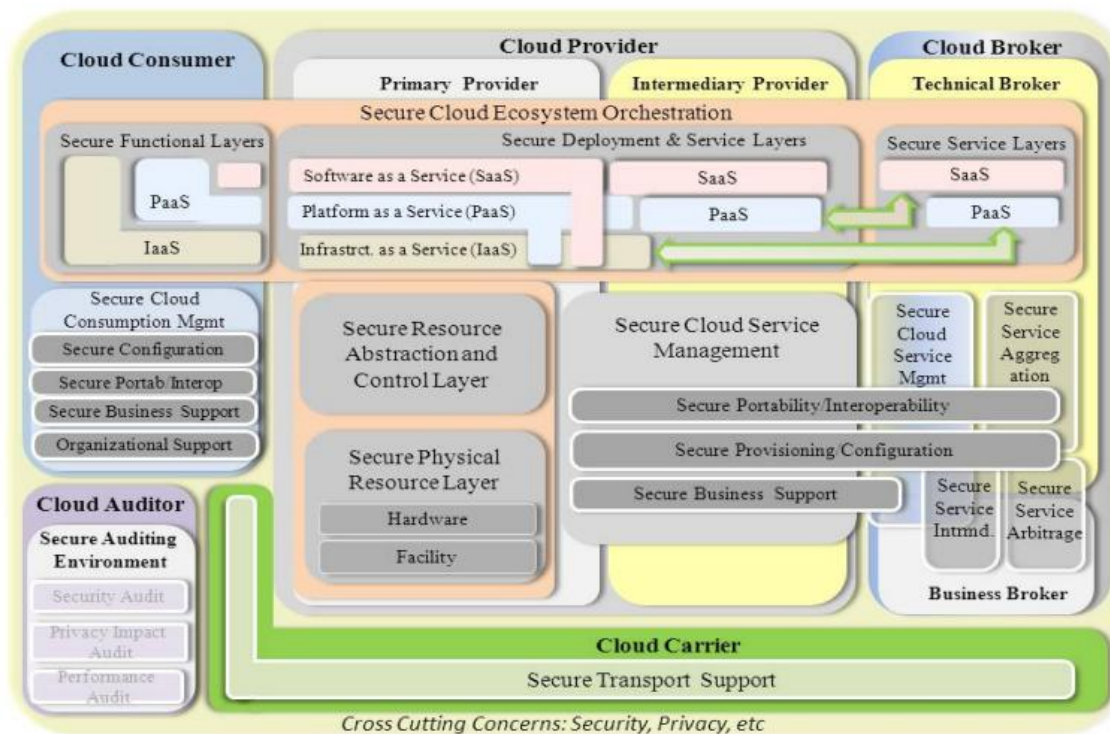 Cloud Consumer
Cloud Provider
Cloud Broker
Primary Provider
Intermediary Provider
Technical Broker
Secure Cloud Ecosystem Orchestration
Secure Functional Layers
Secure Deployment & Service Layers
Secure Service Layers
PaaS
IaaS
Software as a Service (SaaS)
Platform as a Service (PaaS)
Infrastrct. as a Service (IaaS)
SaaS
PaaS
SaaS
PaaS
Secure Cloud
Consumption Mgmt
Secure Configuration
Secure Portab/Interop
Secure Business Support
Organizational Support
Secure Resource
Abstraction and
Control Layer
Secure Physical
Resource Layer
Hardware
Facility
Secure Cloud Service
Management
Secure
Cloud
Service
Mgmt
Secure
Service
Aggreg
ation
Secure Portability/Interoperability
Secure Provisioning/Configuration
Secure Business Support
Secure
Service
Intrmd.
Secure
Service
Arbitrage
Business Broker
Cloud Auditor
Secure Auditing
Environment
Security Audit
Privacy Impact
Audit
Performance
Audit
Cloud Carrier
Secure Transport Support
Cross Cutting Concerns: Security, Privacy, etc